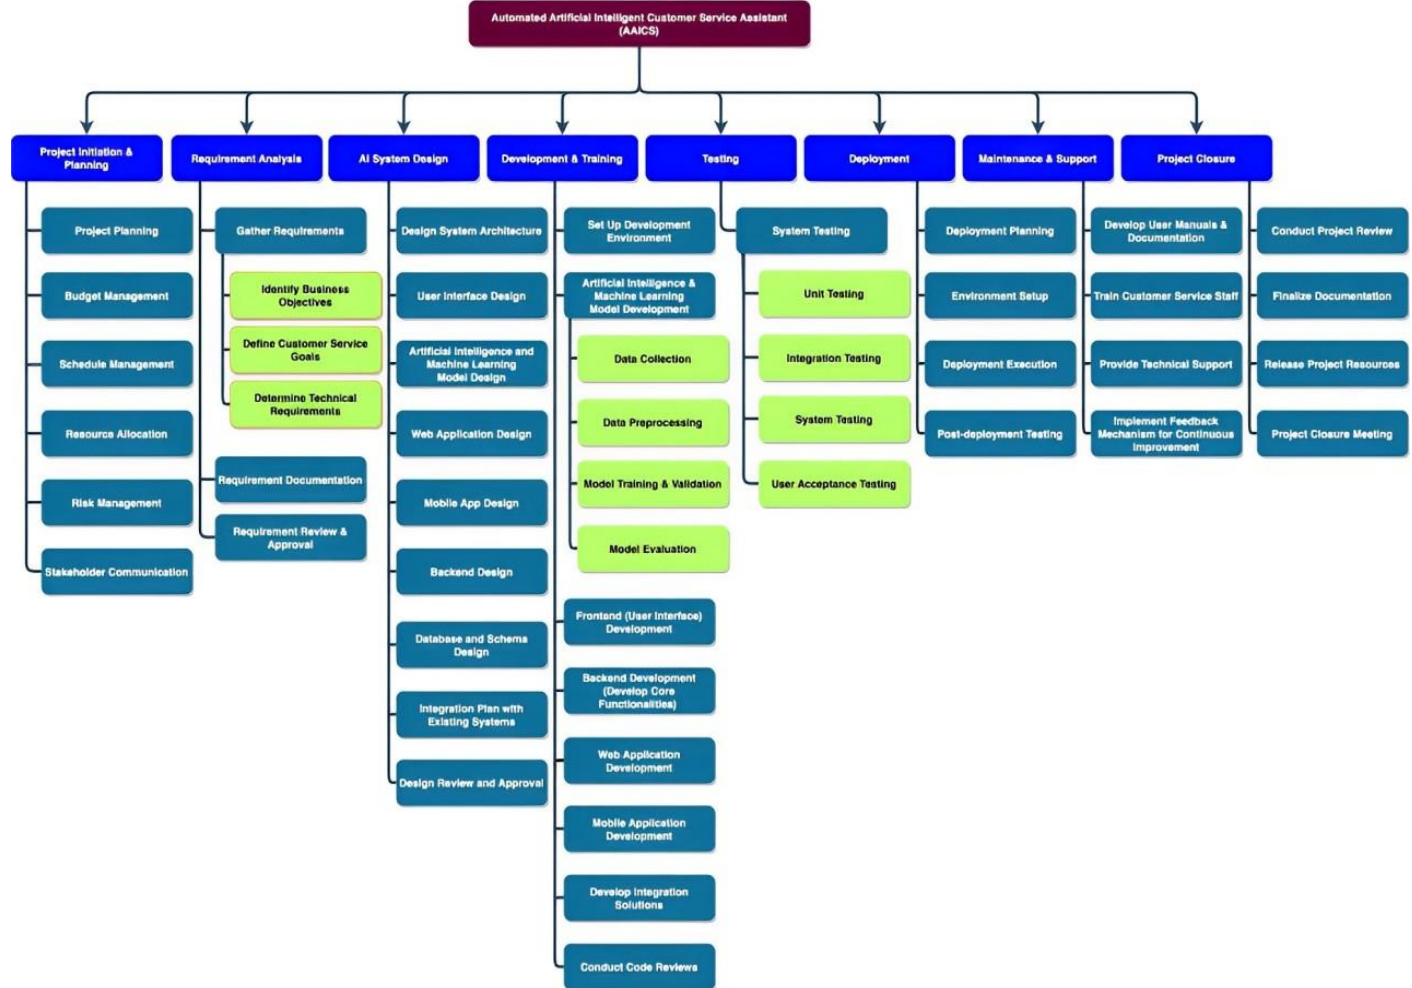 Automated Artificial Intelligent Customer Service Assistant
(AAICS)
Project Initiation &
Planning
Requirement Analysis
AI System Design
Development & Training
Testing
Deployment
Maintenance & Support
Project Closure
Project Planning
Budget Management
Schedule Management
Resource Allocation
Risk Management
Stakeholder Communication
Gather Requirements
Identify Business
Objectives
Define Customer Service
Goals
Determine Technical
Requirements
Requirement Documentation
Requirement Review &
Approval
Design System Architecture
User Interface Design
Artificial Intelligence and
Machine Learning
Model Design
Web Application Design
Mobile App Design
Backend Design
Database and Schema
Design
Integration Plan with
Existing Systems
Design Review and Approval
Set Up Development
Environment
Artificial Intelligence &
Machine Learning
Model Development
Data Collection
Data Preprocessing
Model Training & Validation
Model Evaluation
Frontend (User Interface)
Development
Backend Development
(Develop Core
Functionalities)
Web Application
Development
Mobile Application
Development
Develop Integration
Solutions
Conduct Code Reviews
System Testing
Unit Testing
Integration Testing
System Testing
User Acceptance Testing
Deployment Planning
Environment Setup
Deployment Execution
Post-deployment Testing
Develop User Manuals &
Documentation
Train Customer Service Staff
Provide Technical Support
Implement Feedback
Mechanism for Continuous
Improvement
Conduct Project Review
Finalize Documentation
Release Project Resources
Project Closure Meeting